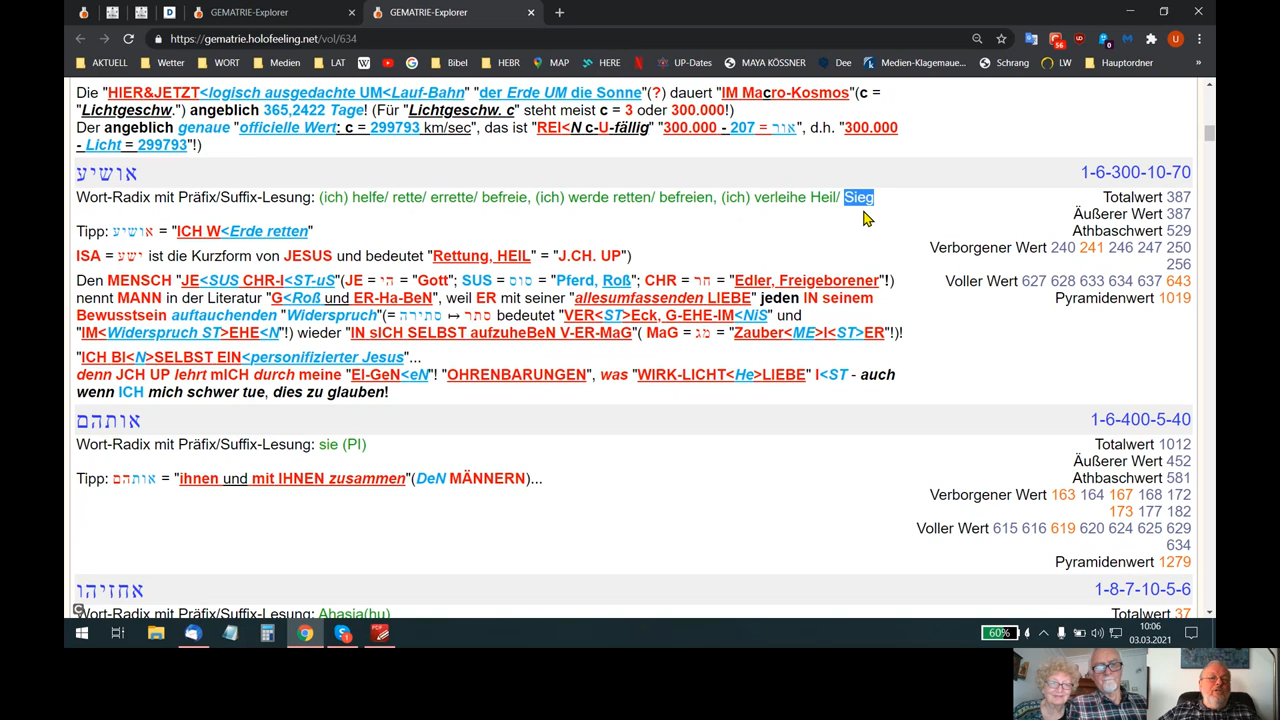 GEMATRIE-Explorer
GEMATRIE-Explorer
https://gematrie.holofeeling.net/vol/634
56
0
U
AKTUELL Wetter WORT Medien LAT Bibel HEBR MAP HERE UP-Dates MAYA KÖSSNER Dee Medien-Klagemaue... Schrang LW Hauptordner »
Die "HIER&JETZT<logisch ausgedachte UM<Lauf-Bahn" "der Erde UM die Sonne"(?) dauert "IM Macro-Kosmos"(c =
"Lichtgeschw.") angeblich 365,2422 Tage! (Für "Lichtgeschw. c" steht meist c = 3 oder 300.000!)
Der angeblich genaue "officielle Wert: c = 299793 km/sec", das ist "REI<N c-U-fällig" "300.000 - 207 = אור", d.h. "300.000
- Licht = 299793"!)
אושיע 1-6-300-10-70
Wort-Radix mit Präfix/Suffix-Lesung: (ich) helfe/ rette/ errette/ befreie, (ich) werde retten/ befreien, (ich) verleihe Heil/ Sieg
Totalwert 387
Äußerer Wert 387
Athbaschwert 529
Verborgener Wert 240 241 246 247 250
256
Voller Wert 627 628 633 634 637 643
Pyramidenwert 1019
Tipp: אושיע = "ICH W<Erde retten"
ISA = ישע ist die Kurzform von JESUS und bedeutet "Rettung, HEIL" = "J.CH. UP")
Den MENSCH "JE<SUS CHR-I<ST-uS"(JE = הי = "Gott"; SUS = סוס = "Pferd, Roß"; CHR = חר = "Edler, Freigeborener"!)
nennt MANN in der Literatur "G<Roß und ER-Ha-BeN", weil ER mit seiner "allesumfassenden LIEBE" jeden IN seinem
Bewusstsein auftauchenden "Widerspruch"(= סתירה ↦ סתר bedeutet "VER<ST>Eck, G-EHE-IM<NiS" und
"IM<Widerspruch ST>EHE<N"!) wieder "IN sICH SELBST aufzuheBeN V-ER-MaG"( MaG = מג = "Zauber<ME>I<ST>ER"!)!
"ICH BI<N>SELBST EIN<personifizierter Jesus"...
denn JCH UP lehrt mICH durch meine "EI-GeN<eN"! "OHRENBARUNGEN", was "WIRK-LICHT<He>LIEBE" I<ST - auch
wenn ICH mich schwer tue, dies zu glauben!
אותהם 1-6-400-5-40
Wort-Radix mit Präfix/Suffix-Lesung: sie (Pl)
Totalwert 1012
Äußerer Wert 452
Athbaschwert 581
Verborgener Wert 163 164 167 168 172
173 177 182
Voller Wert 615 616 619 620 624 625 629
634
Pyramidenwert 1279
Tipp: אותהם = "ihnen und mit IHNEN zusammen"(DeN MÄNNERN)...
אחזיהו 1-8-7-10-5-6
Wort-Radix mit Präfix/Suffix-Lesung: Ahasia(hu)
Totalwert 37
60%
10:06
03.03.2021